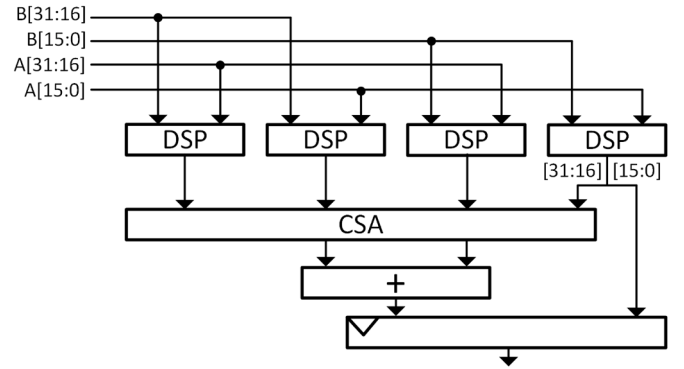 B[31:16]
B[15:0]
A[31:16]
A[15:0]
DSP DSP DSP DSP
[31:16] [15:0]
CSA
+